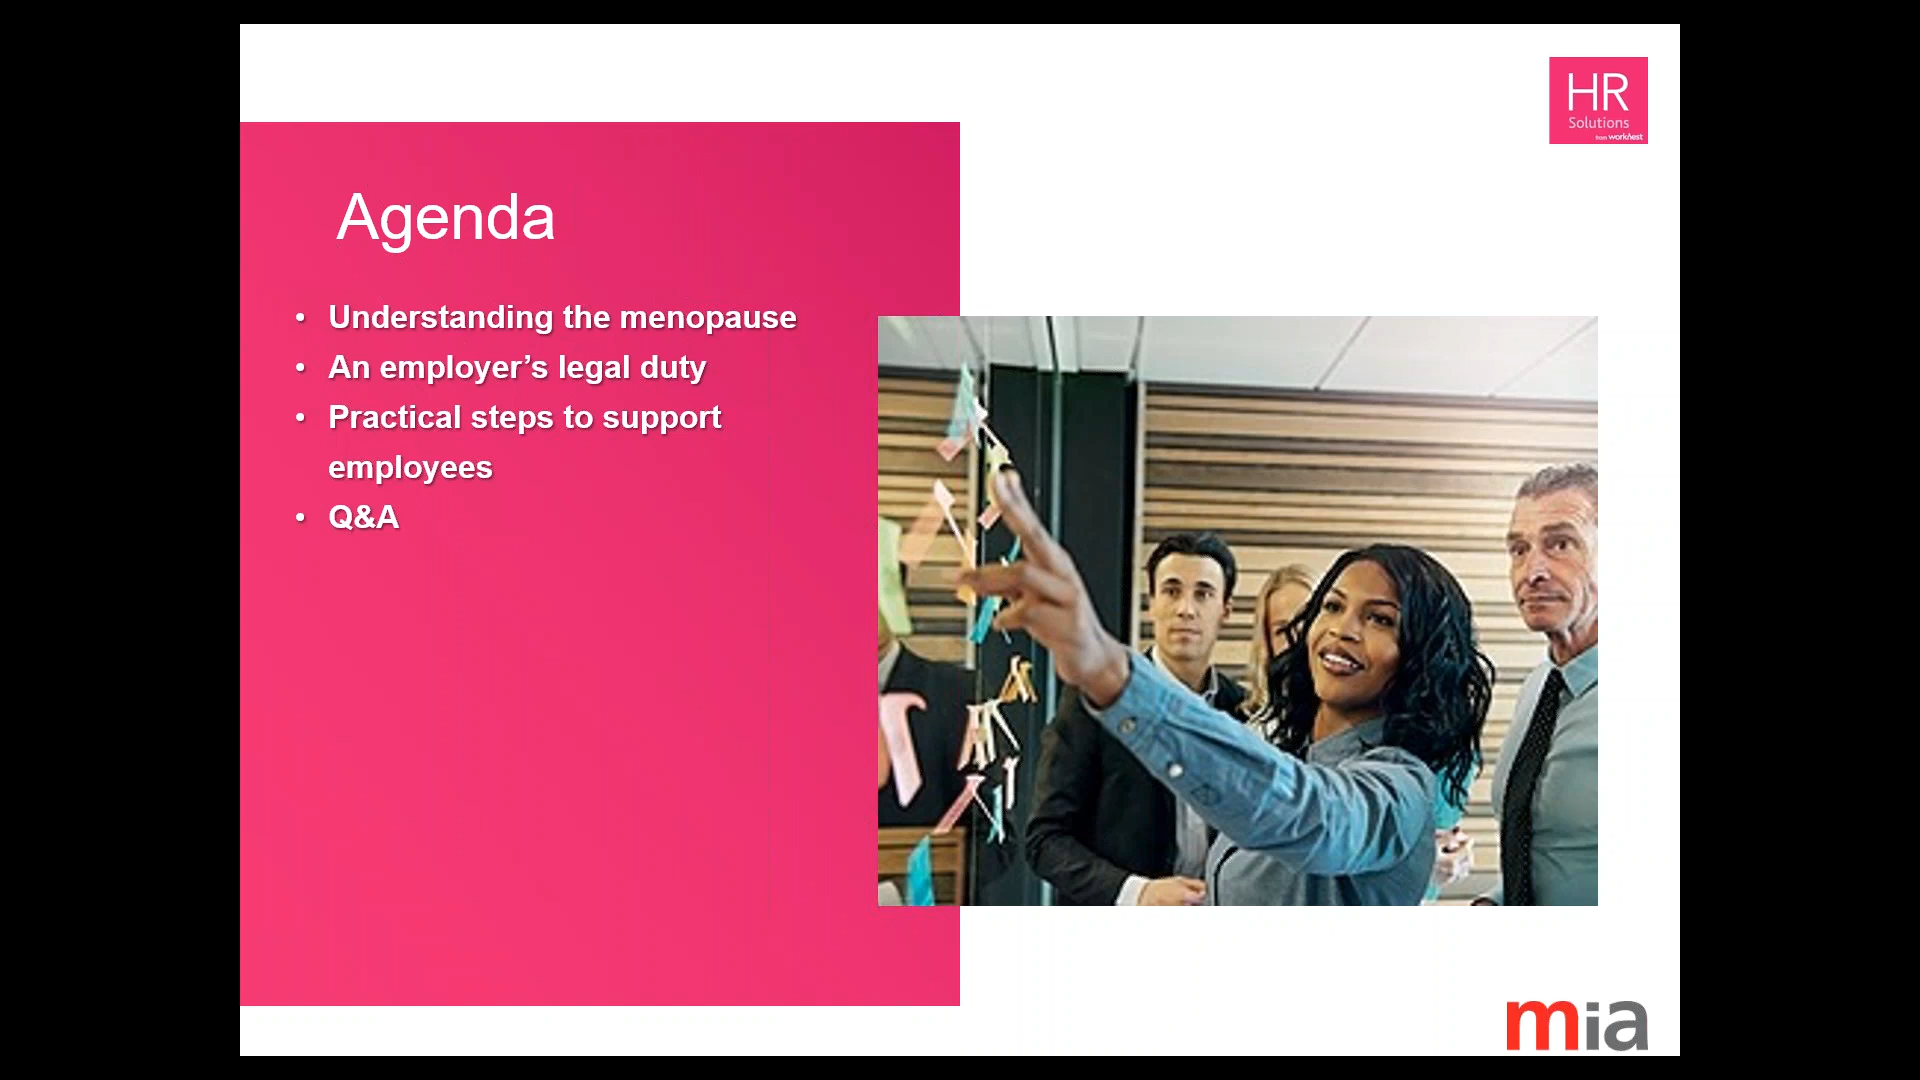 HR
Solutions
from worknest
Agenda
• Understanding the menopause
• An employer’s legal duty
• Practical steps to support
employees
• Q&A
mia